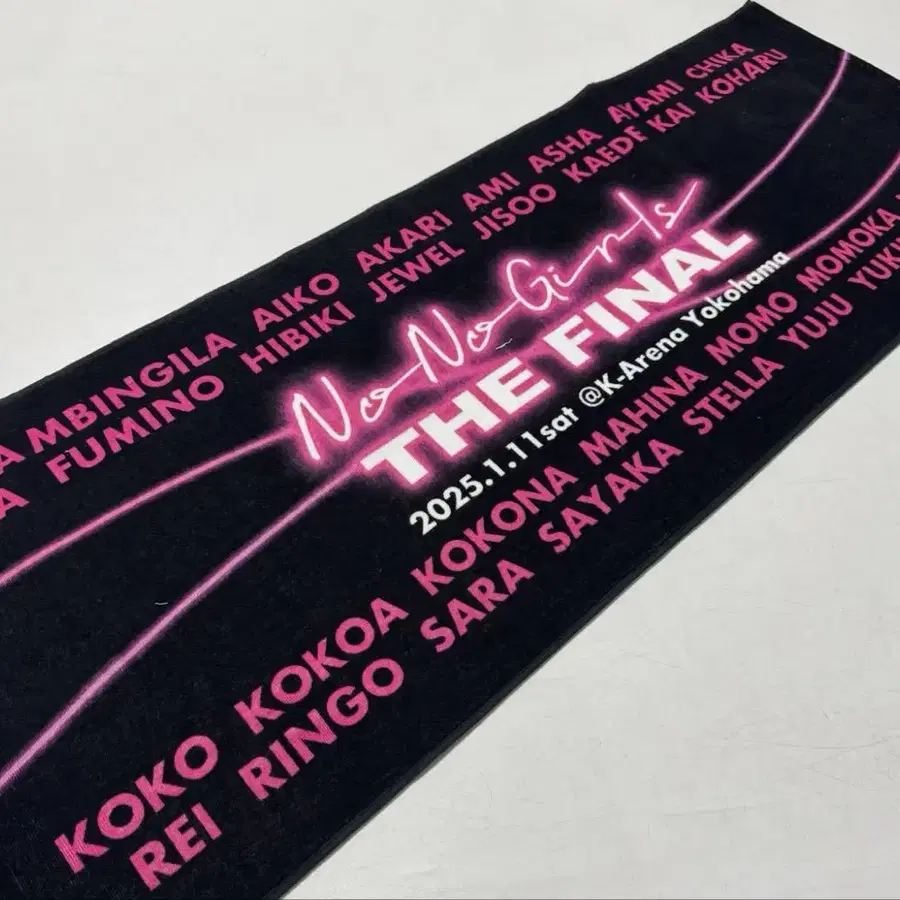 MBINGILA AIKO AKARI AMI ASHA AYAMI CHIKA
FUMINO HIBIKI JEWEL JISOO KAEDE KAI KOHARU
No No Girls
THE FINAL
2025.1.11sat @K-Arena Yokohama
KOKO KOKOA KOKONA MAHINA MOMO MOMOKA
REI RINGO SARA SAYAKA STELLA YUJU